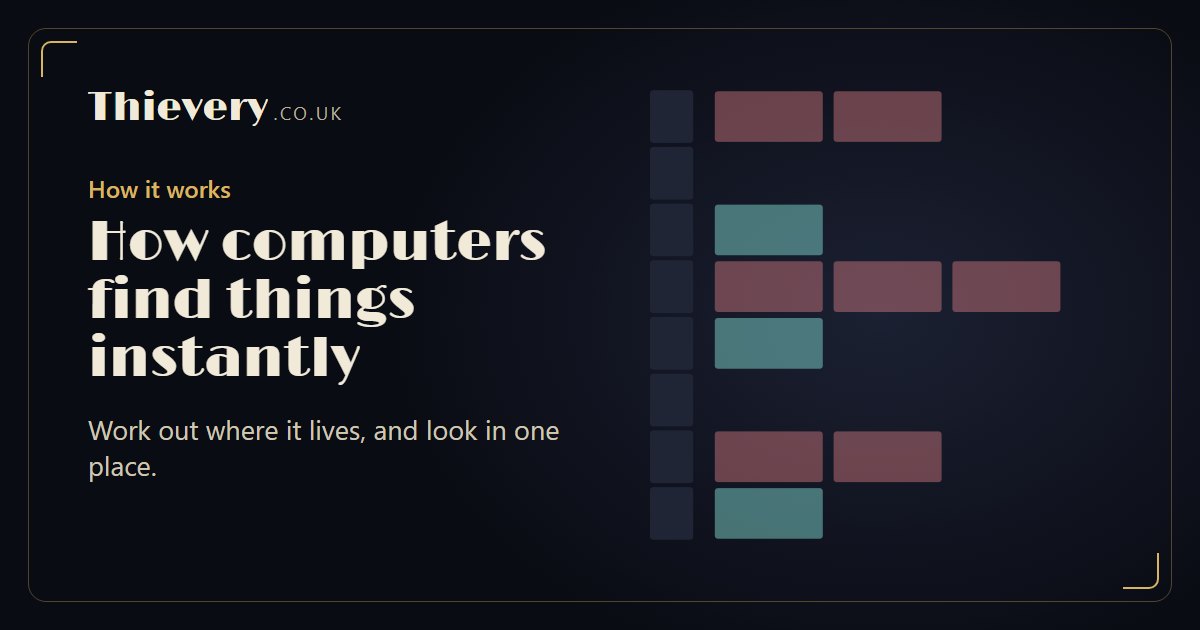 Thievery.CO.UK
How it works
How computers
find things
instantly
Work out where it lives, and look in one
place.